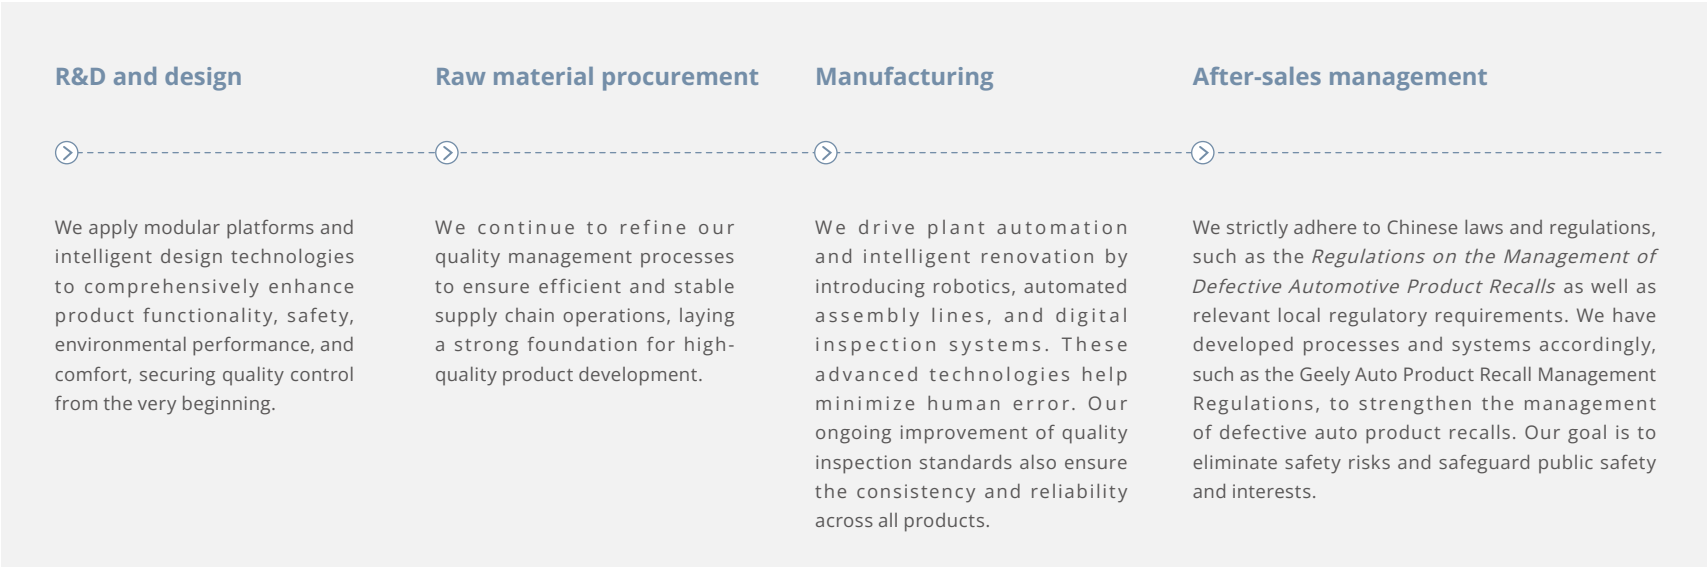 R&D and design
We apply modular platforms and
intelligent design technologies
to comprehensively enhance
product functionality, safety,
environmental performance, and
comfort, securing quality control
from the very beginning.
Raw material procurement
We continue to refine our
quality management processes
to ensure efficient and stable
supply chain operations, laying
a strong foundation for high-
quality product development.
Manufacturing
We drive plant automation
and intelligent renovation by
introducing robotics, automated
assembly lines, and digital
inspection systems. These
advanced technologies help
minimize human error. Our
ongoing improvement of quality
inspection standards also ensure
the consistency and reliability
across all products.
After-sales management
We strictly adhere to Chinese laws and regulations,
such as the Regulations on the Management of
Defective Automotive Product Recalls as well as
relevant local regulatory requirements. We have
developed processes and systems accordingly,
such as the Geely Auto Product Recall Management
Regulations, to strengthen the management
of defective auto product recalls. Our goal is to
eliminate safety risks and safeguard public safety
and interests.